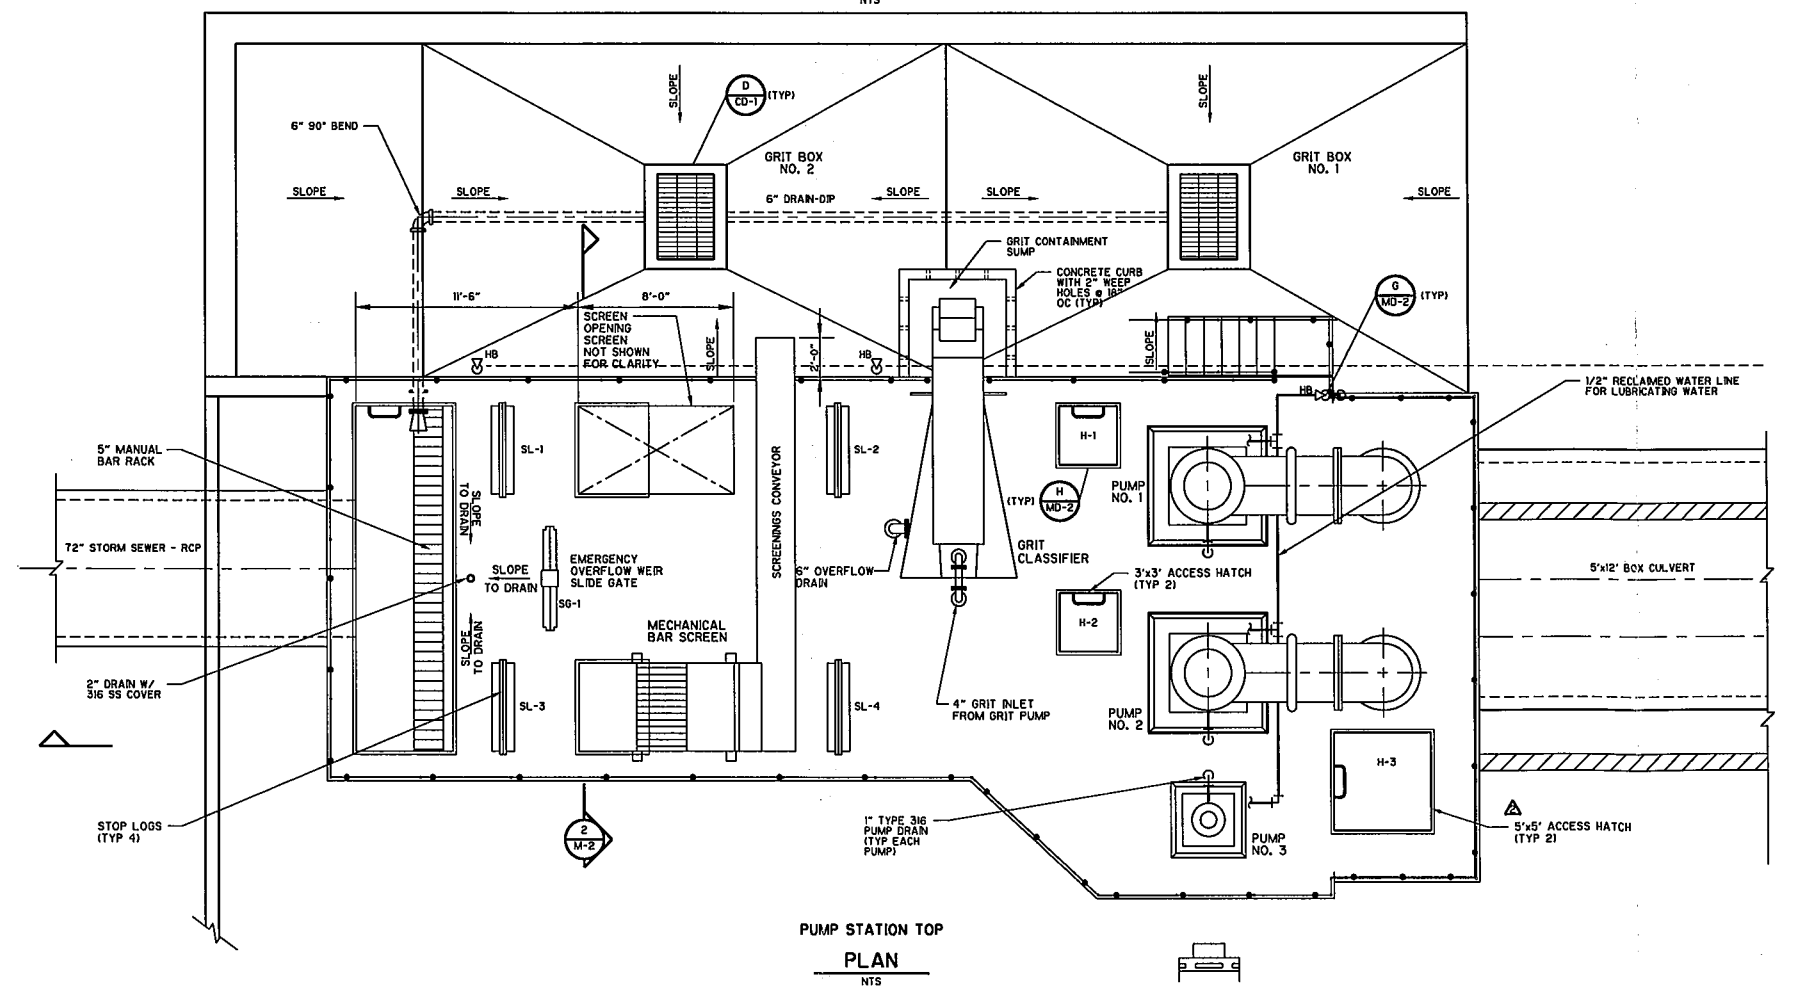 NTS
D
CD-1
(TYP)
SLOPE
SLOPE
6" 90° BEND
GRIT BOX
NO. 2
GRIT BOX
NO. 1
SLOPE
SLOPE
6" DRAIN-DIP
SLOPE
SLOPE
SLOPE
GRIT CONTAINMENT
SUMP
CONCRETE CURB
WITH 2" WEEP
HOLES @ 18"
OC (TYP)
G
MD-2
(TYP)
11'-6"
8'-0"
SCREEN
OPENING
SCREEN
NOT SHOWN
FOR CLARITY
SLOPE
2'-0"
SLOPE
HB
HB
HB
1/2" RECLAIMED WATER LINE
FOR LUBRICATING WATER
5" MANUAL
BAR RACK
SL-1
SL-2
H-1
(TYP)
H
MD-2
PUMP
NO. 1
SLOPE
TO DRAIN
SCREENINGS CONVEYOR
72" STORM SEWER - RCP
SLOPE
TO DRAIN
EMERGENCY
OVERFLOW WEIR
SLIDE GATE
SG-1
6" OVERFLOW
DRAIN
GRIT
CLASSIFIER
3'x3' ACCESS HATCH
(TYP 2)
5'x12' BOX CULVERT
H-2
SLOPE
TO DRAIN
MECHANICAL
BAR SCREEN
2" DRAIN W/
316 SS COVER
SL-3
SL-4
4" GRIT INLET
FROM GRIT PUMP
PUMP
NO. 2
H-3
STOP LOGS
(TYP 4)
2
M-2
1" TYPE 316
PUMP DRAIN
(TYP EACH
PUMP)
PUMP
NO. 3
2
5'x5' ACCESS HATCH
(TYP 2)
PUMP STATION TOP
PLAN
NTS